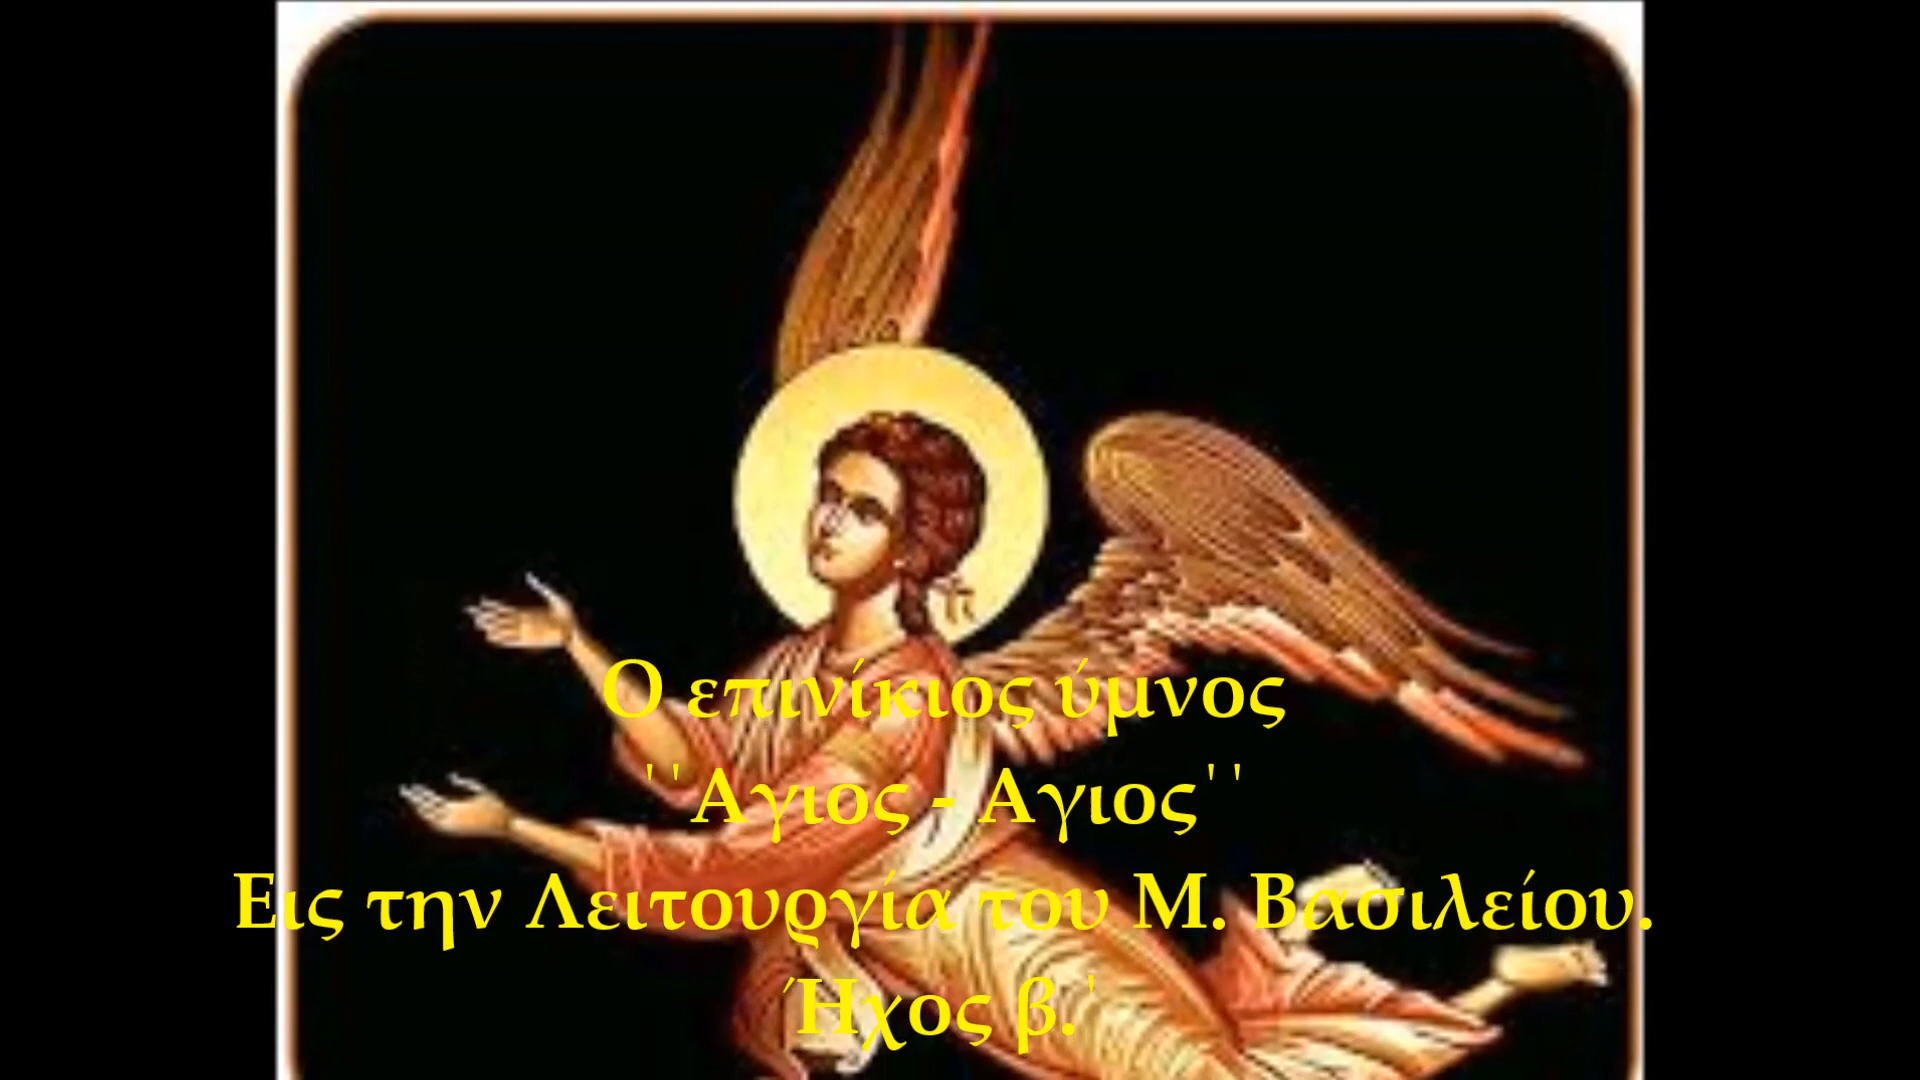 Ο επινίκιος ύμνος
΄΄Αγιος - Αγιος΄΄
Εις την Λειτουργία του Μ. Βασιλείου.
Ήχος β.΄